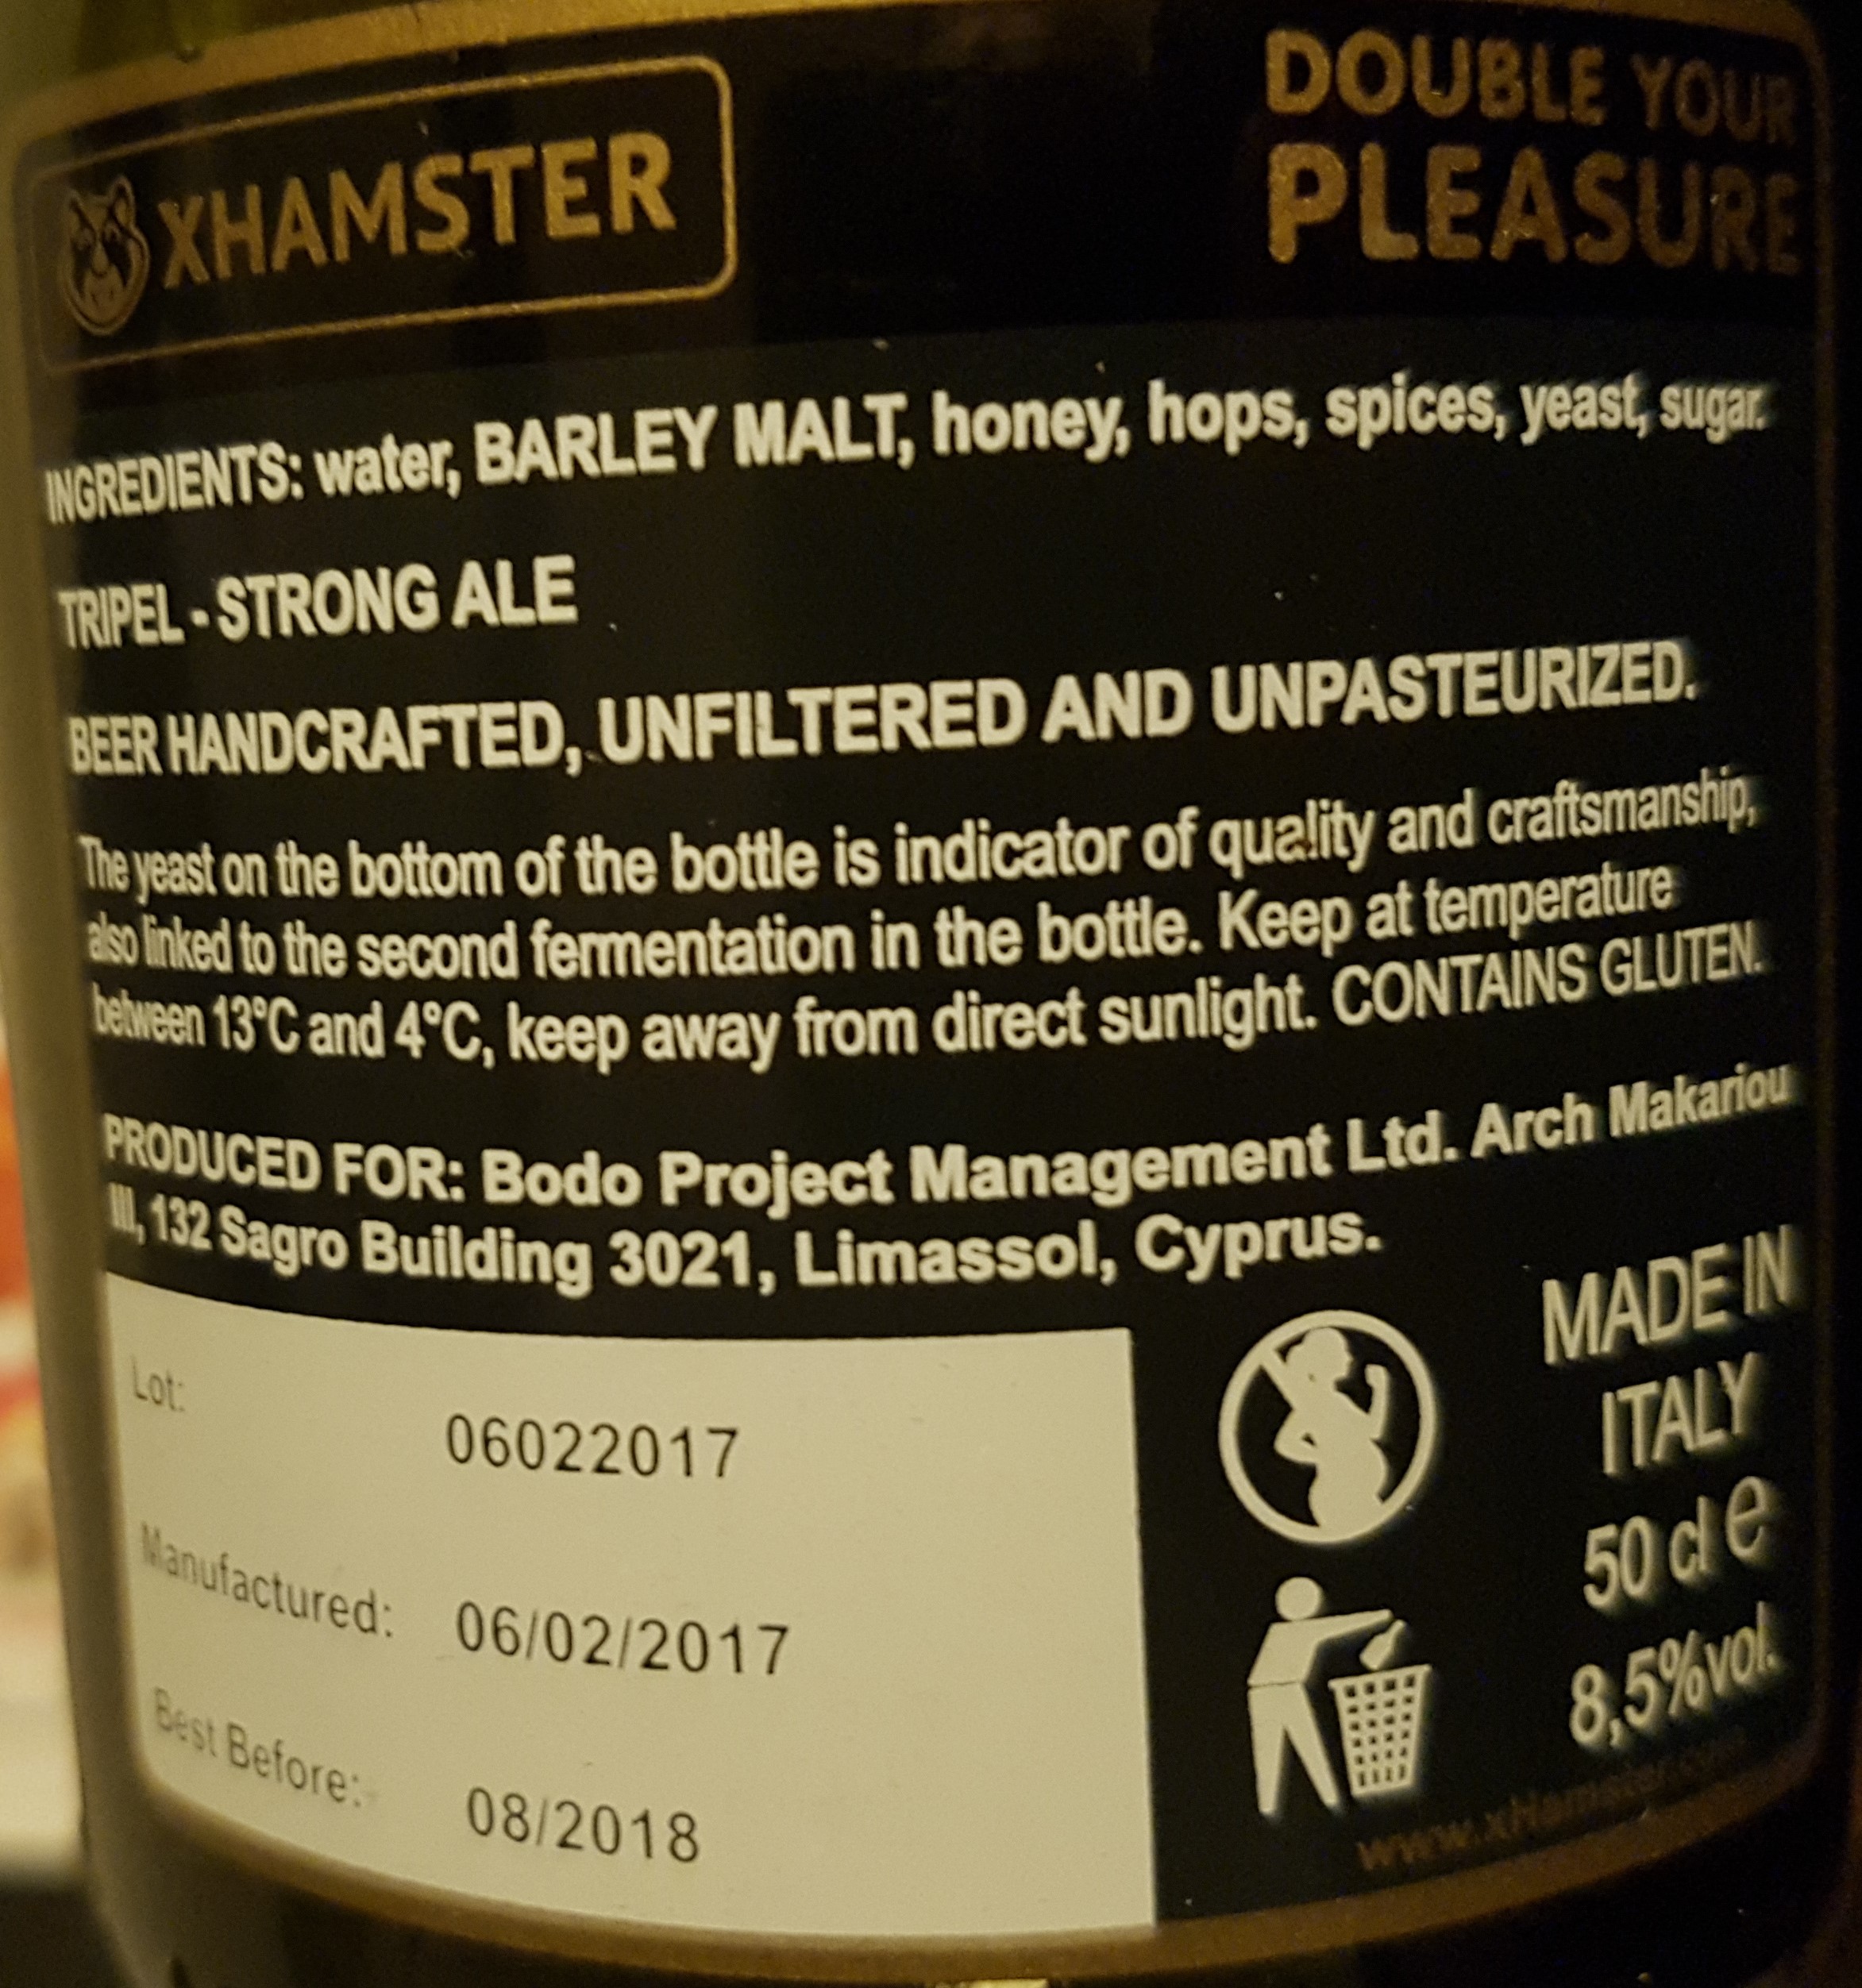 XHAMSTER
DOUBLE YOUR
PLEASURE
INGREDIENTS: water, BARLEY MALT, honey, hops, spices, yeast, sugar.
TRIPEL - STRONG ALE
BEER HANDCRAFTED, UNFILTERED AND UNPASTEURIZED.
The yeast on the bottom of the bottle is indicator of quality and craftsmanship,
also linked to the second fermentation in the bottle. Keep at temperature
between 13°C and 4°C, keep away from direct sunlight. CONTAINS GLUTEN.
PRODUCED FOR: Bodo Project Management Ltd. Arch Makariou
III, 132 Sagro Building 3021, Limassol, Cyprus.
Lot: 06022017
Manufactured: 06/02/2017
Best Before: 08/2018
MADE IN
ITALY
50 cl e
8,5%vol.
www.xHamster.com